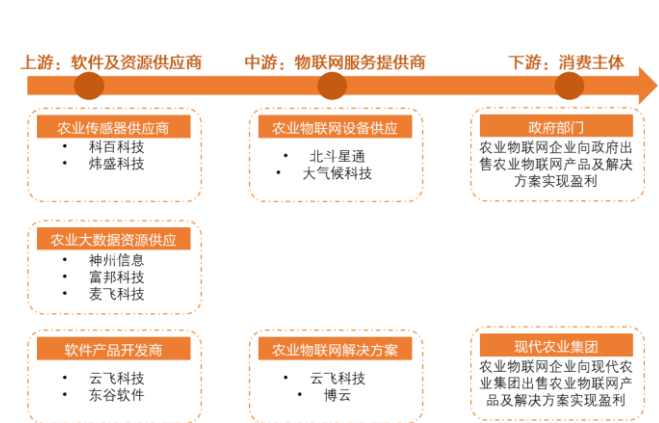 上游：软件及资源供应商
中游：物联网服务提供商
下游：消费主体
农业传感器供应商
• 科百科技
• 炜盛科技
农业大数据资源供应
• 神州信息
• 富邦科技
• 麦飞科技
软件产品开发商
• 云飞科技
• 东谷软件
农业物联网设备供应
• 北斗星通
• 大气候科技
农业物联网解决方案
• 云飞科技
• 博云
政府部门
农业物联网企业向政府出
售农业物联网产品及解决
方案实现盈利
现代农业集团
农业物联网企业向现代农
业集团出售农业物联网产
品及解决方案实现盈利